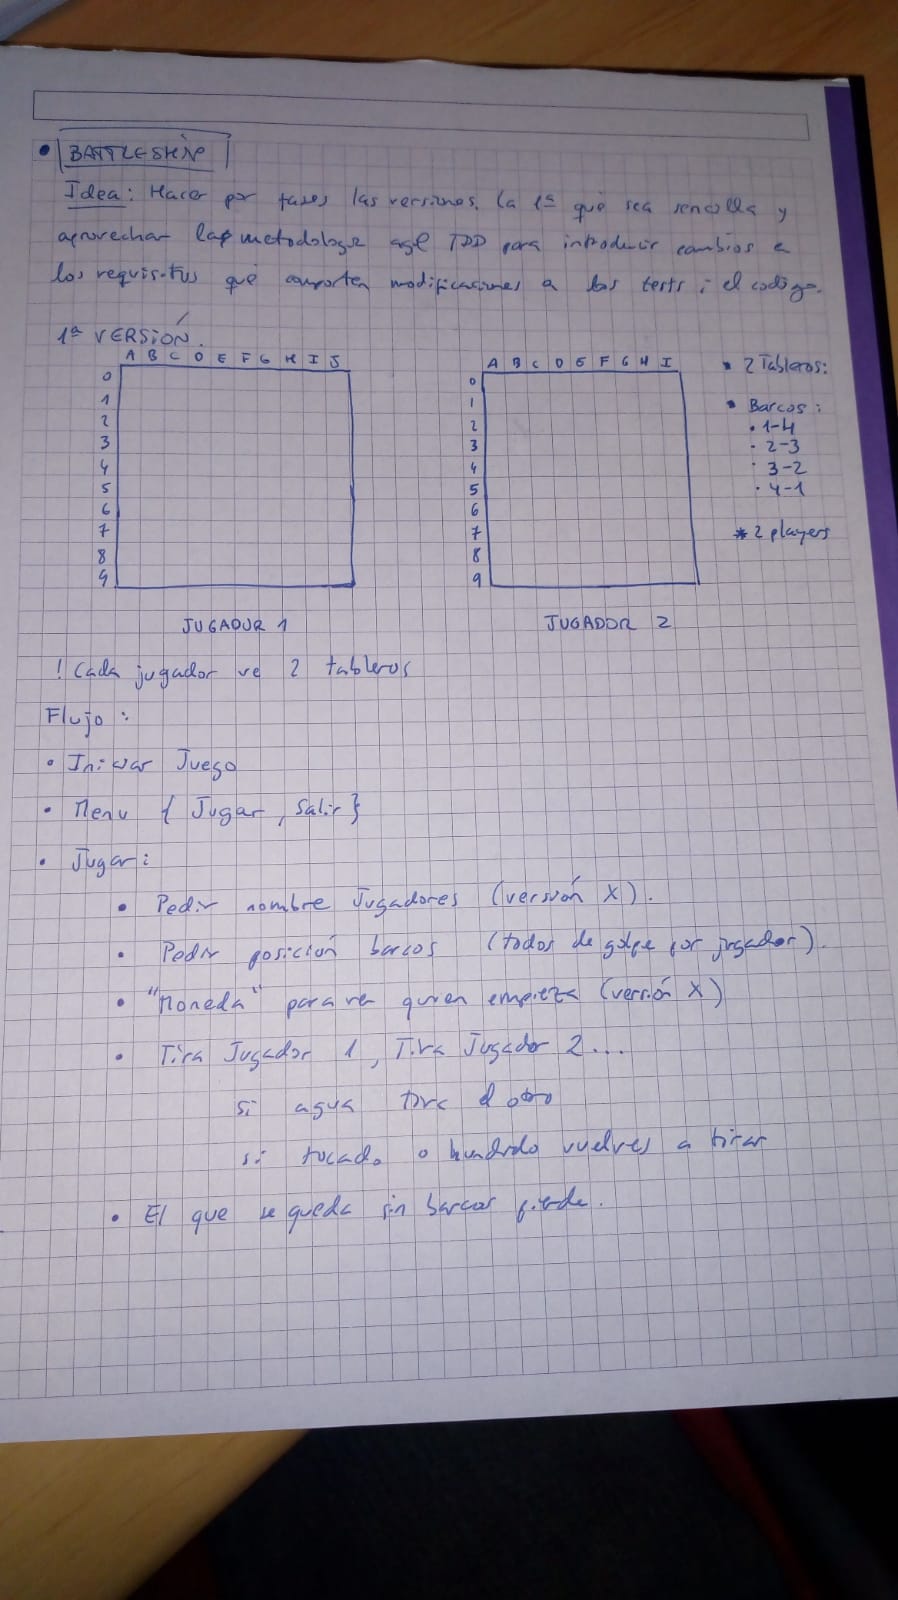 • BATTLESHIP
Idea: Hacer por fases las versiones. La 1ª que sea sencilla y
aprovechar la metodologia agil TDD para introducir cambios a
los requisitus que comporten modificaciones a los tests i el codigo.
1ª VERSIÓN.
A B C D E F G H I J
0
1
2
3
4
5
6
7
8
9
JUGADOR 1
A B C D E F G H I
0
1
2
3
4
5
6
7
8
9
JUGADOR 2
• 2 Tableros:
• Barcos:
• 1-4
• 2-3
• 3-2
• 4-1
* 2 players
! Cada jugador ve 2 tableros
Flujo:
• Iniciar Juego
• Menu { Jugar, Salir }
• Jugar:
• Pedir nombre Jugadores (versión X).
• Pedir posición barcos (todos de golpe por jugador).
• "Moneda" para ver quien empieza (versión X)
• Tira Jugador 1, Tira Jugador 2...
si agua tira el otro
si tocado o hundido vuelves a tirar
• El que se queda sin barcos pierde.